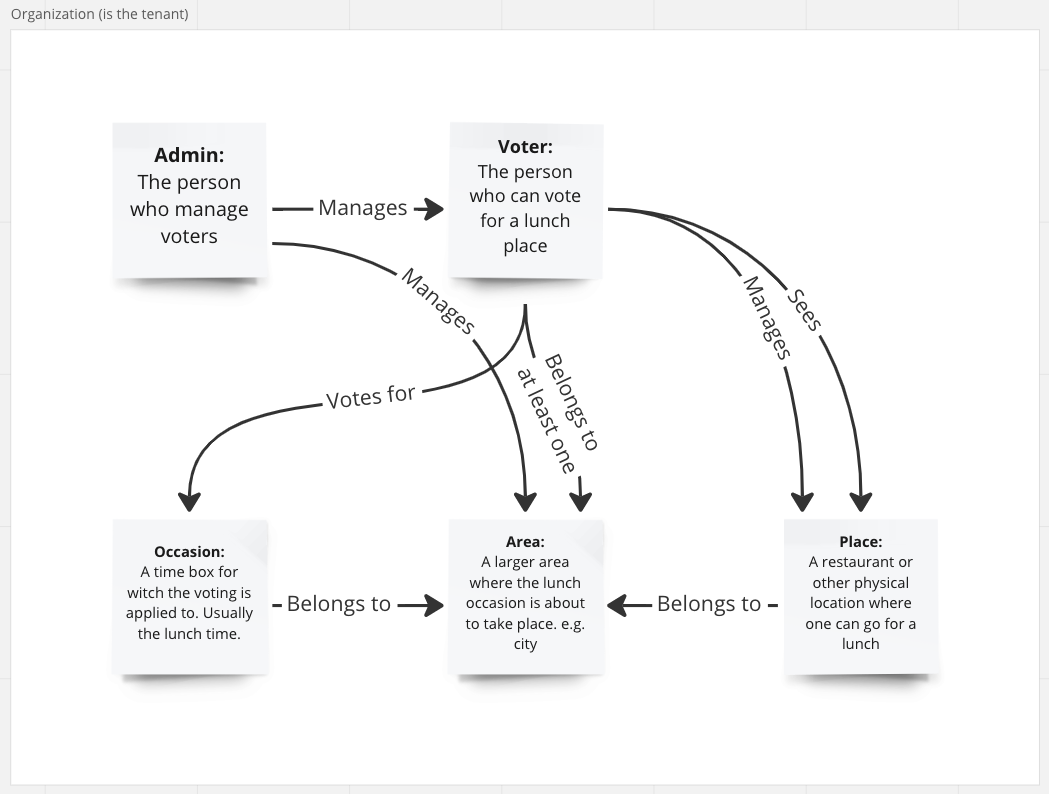 Organization (is the tenant)
Admin:
The person
who manage
voters
Manages
Voter:
The person
who can vote
for a lunch
place
Manages
Manages
Sees
Votes for
Belongs to
at least one
Occasion:
A time box for
witch the voting is
applied to. Usually
the lunch time.
Belongs to
Area:
A larger area
where the lunch
occasion is about
to take place. e.g.
city
Belongs to
Place:
A restaurant or
other physical
location where
one can go for a
lunch